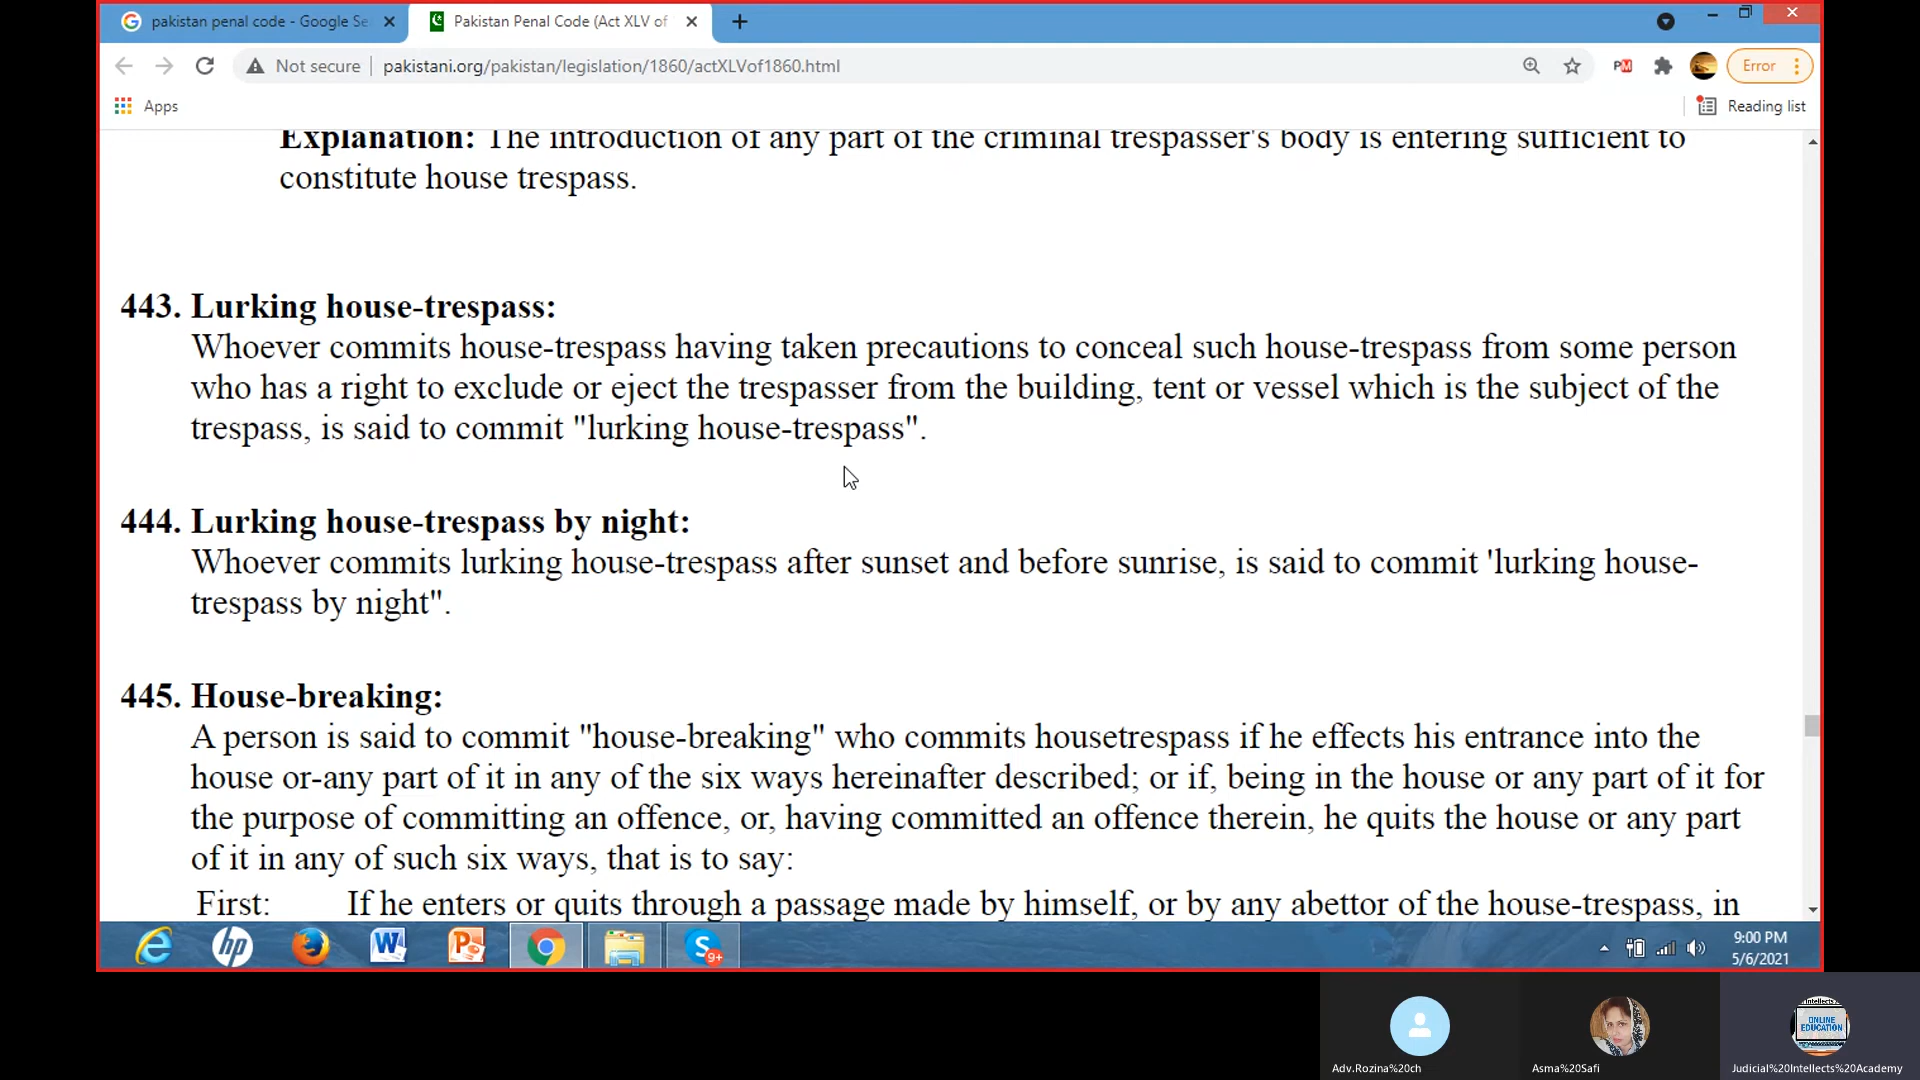 pakistan penal code - Google Se
Pakistan Penal Code (Act XLV of
Not secure
pakistani.org/pakistan/legislation/1860/actXLVof1860.html
PM
Error
Apps
Reading list
Explanation: The introduction of any part of the criminal trespasser's body is entering sufficient to
constitute house trespass.
443. Lurking house-trespass:
Whoever commits house-trespass having taken precautions to conceal such house-trespass from some person
who has a right to exclude or eject the trespasser from the building, tent or vessel which is the subject of the
trespass, is said to commit "lurking house-trespass".
444. Lurking house-trespass by night:
Whoever commits lurking house-trespass after sunset and before sunrise, is said to commit 'lurking house-
trespass by night".
445. House-breaking:
A person is said to commit "house-breaking" who commits housetrespass if he effects his entrance into the
house or-any part of it in any of the six ways hereinafter described; or if, being in the house or any part of it for
the purpose of committing an offence, or, having committed an offence therein, he quits the house or any part
of it in any of such six ways, that is to say:
First: If he enters or quits through a passage made by himself, or by any abettor of the house-trespass, in
9+
9:00 PM
5/6/2021
ONLINE
EDUCATION
Adv.Rozina%20ch
Asma%20Safi
Judicial%20Intellects%20Academy